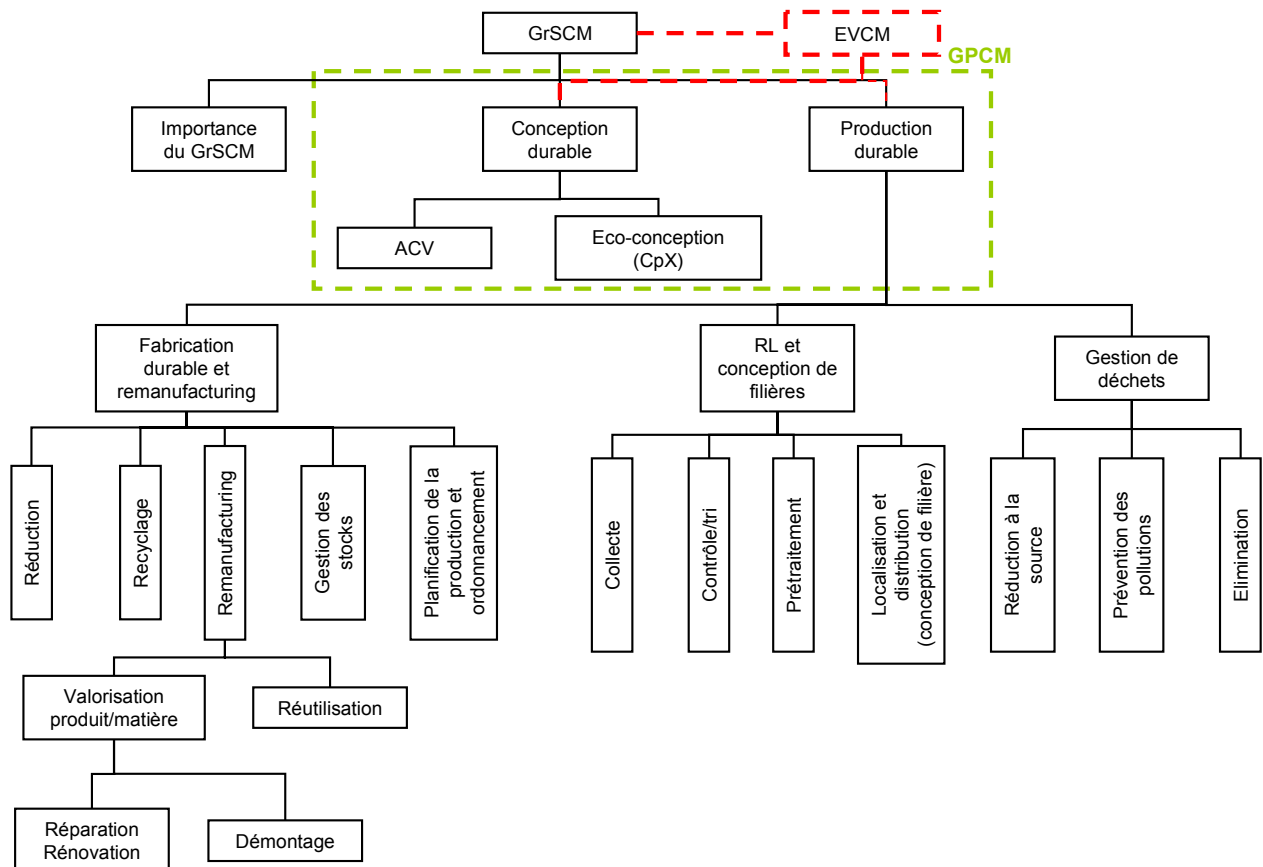 GrSCM
EVCM
GPCM
Importance
du GrSCM
Conception
durable
Production
durable
ACV
Eco-conception
(CpX)
Fabrication
durable et
remanufacturing
RL et
conception de
filières
Gestion de
déchets
Réduction
Recyclage
Remanufacturing
Gestion des
stocks
Planification de la
production et
ordonnancement
Collecte
Contrôle/tri
Prétraitement
Localisation et
distribution
(conception de filière)
Réduction à la
source
Prévention des
pollutions
Elimination
Valorisation
produit/matière
Réutilisation
Réparation
Rénovation
Démontage